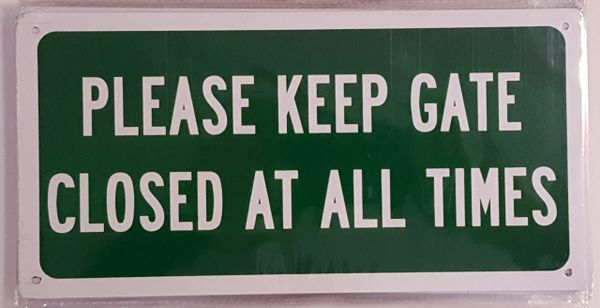 PLEASE KEEP GATE
CLOSED AT ALL TIMES